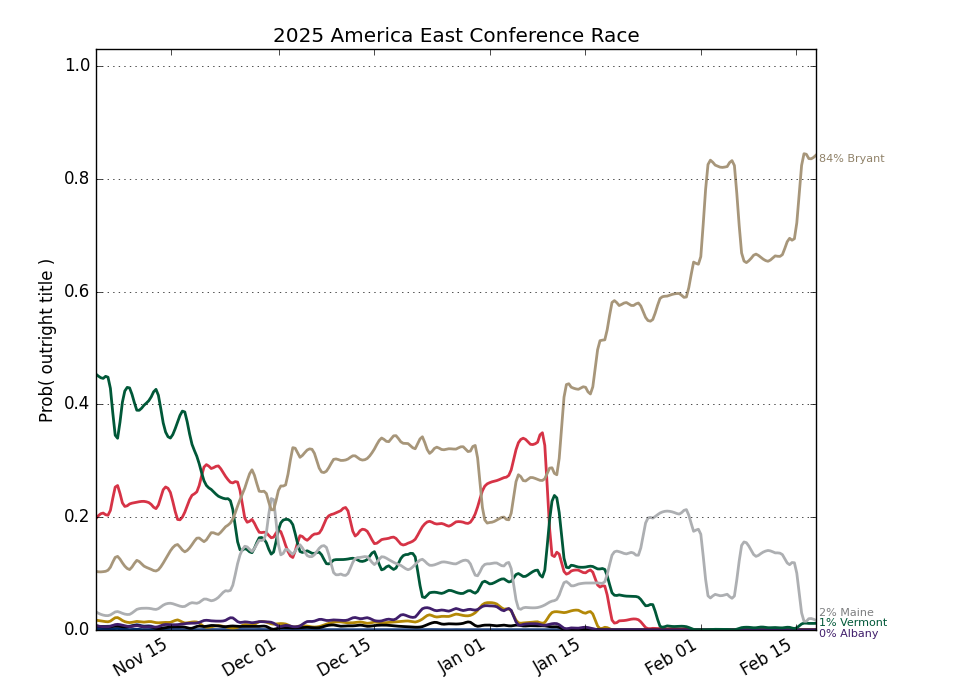 2025 America East Conference Race
Prob( outright title )
1.0
0.8
0.6
0.4
0.2
0.0
84% Bryant
2% Maine
1% Vermont
0% Albany
Nov 15
Dec 01
Dec 15
Jan 01
Jan 15
Feb 01
Feb 15